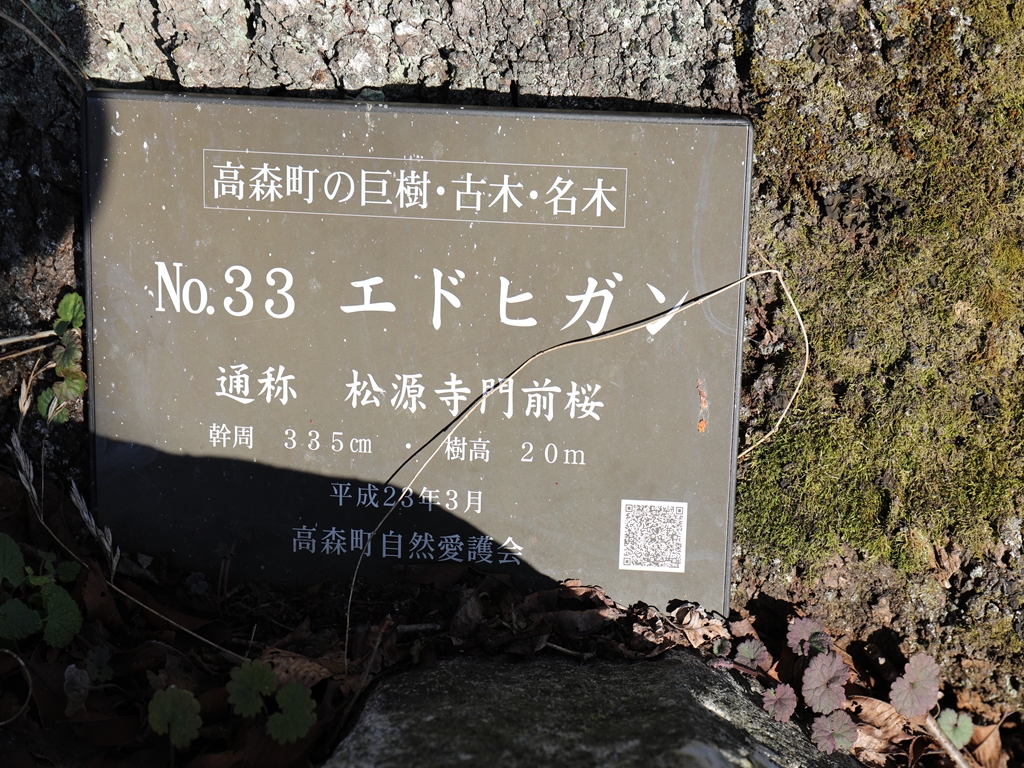 高森町の巨樹・古木・名木
No.33 エドヒガン
通称 松源寺門前桜
幹周 335㎝ ・ 樹高 20m
平成23年3月
高森町自然愛護会